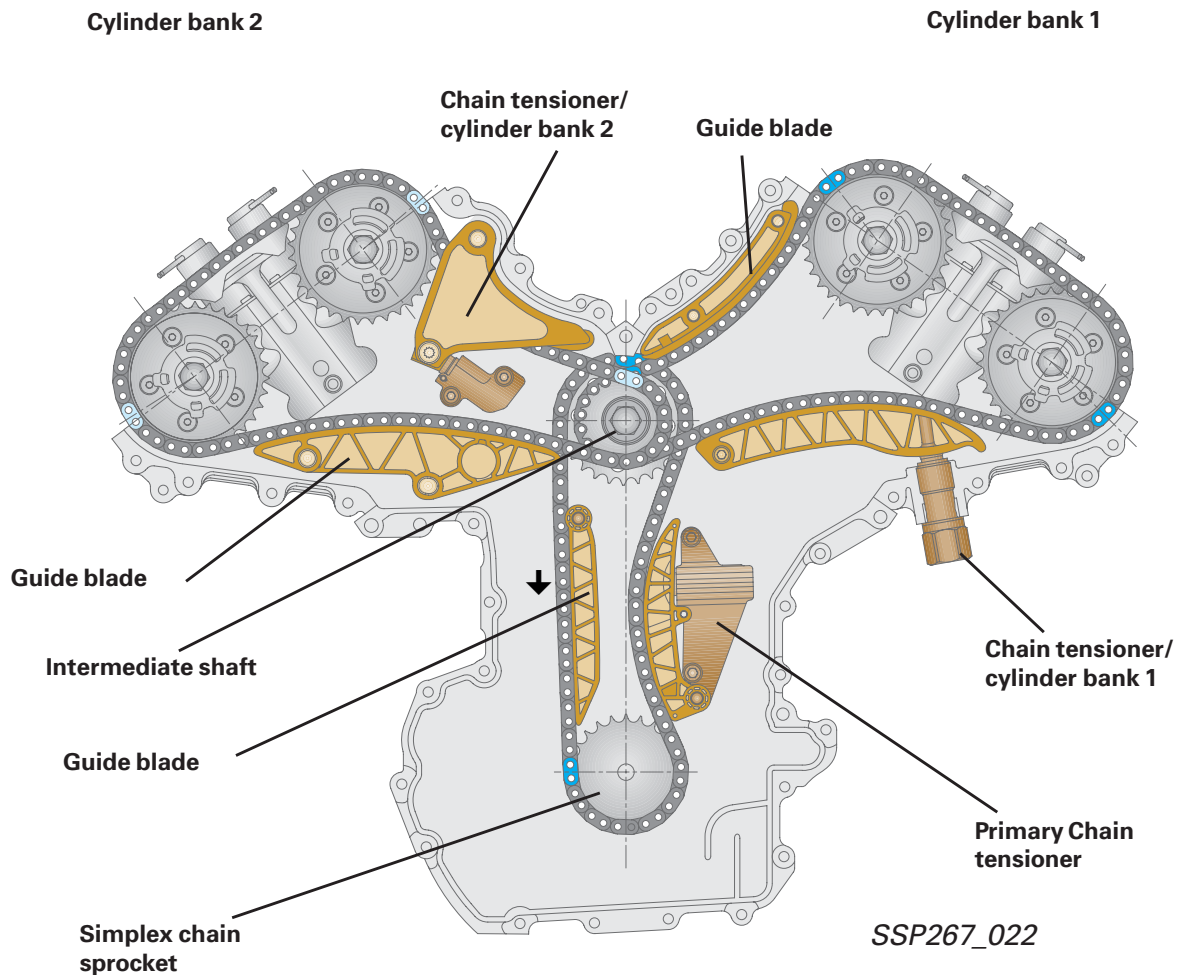 Cylinder bank 2
Cylinder bank 1
Chain tensioner/
cylinder bank 2
Guide blade
Guide blade
Intermediate shaft
Chain tensioner/
cylinder bank 1
Guide blade
Primary Chain
tensioner
Simplex chain
sprocket
SSP267_022